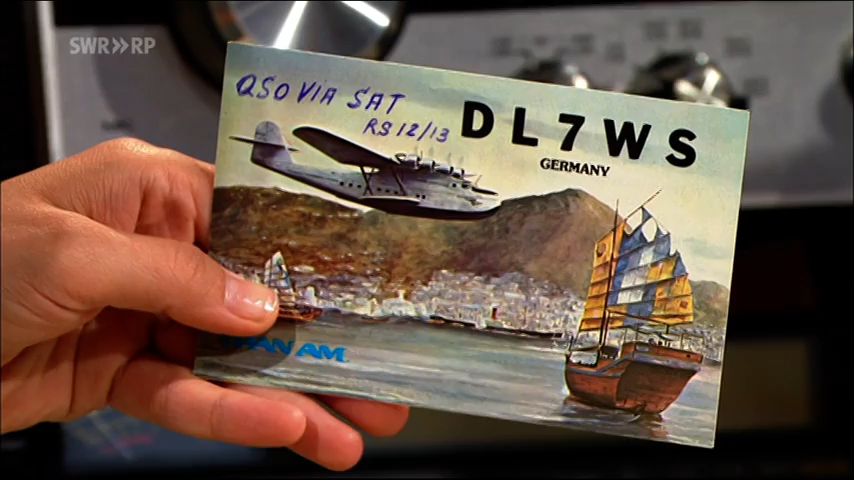 SWR»RP
QSO VIA SAT
RS 12/13
DL7WS
GERMANY
PAN AM